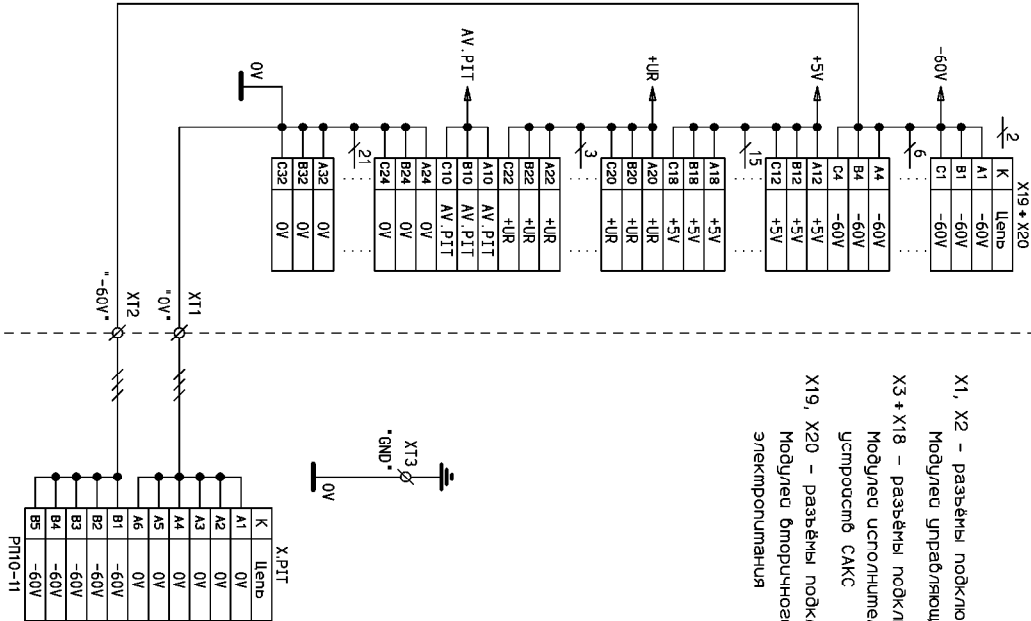 X19÷X20
2
К Цепь
A1 -60V
B1 -60V
C1 -60V
-60V
6
A4 -60V
B4 -60V
C4 -60V
+5V
A12 +5V
B12 +5V
C12 +5V
15
A18 +5V
B18 +5V
C18 +5V
+UR
A20 +UR
B20 +UR
C20 +UR
3
A22 +UR
B22 +UR
C22 +UR
AV.PIT
A10 AV.PIT
B10 AV.PIT
C10 AV.PIT
A24 0V
B24 0V
C24 0V
21
A32 0V
B32 0V
C32 0V
0V
XT1
"0V"
XT2
"-60V"
X1, X2 - разъёмы подклю
Модулей управляющ
X3÷X18 - разъёмы подкл
Модулей исполните
устройств САКС
X19, X20 - разъёмы подк
Модулей вторичног
электропитания
XT3
"GND"
0V
X.PIT
К Цепь
A1 0V
A2 0V
A3 0V
A4 0V
A5 0V
A6 0V
B1 -60V
B2 -60V
B3 -60V
B4 -60V
B5 -60V
РП10-11